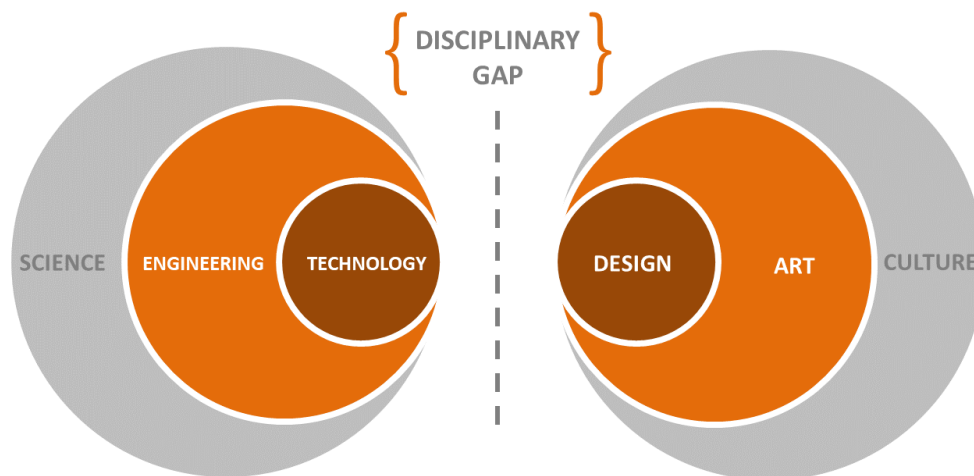 DISCIPLINARY
GAP
SCIENCE
ENGINEERING
TECHNOLOGY
DESIGN
ART
CULTURE